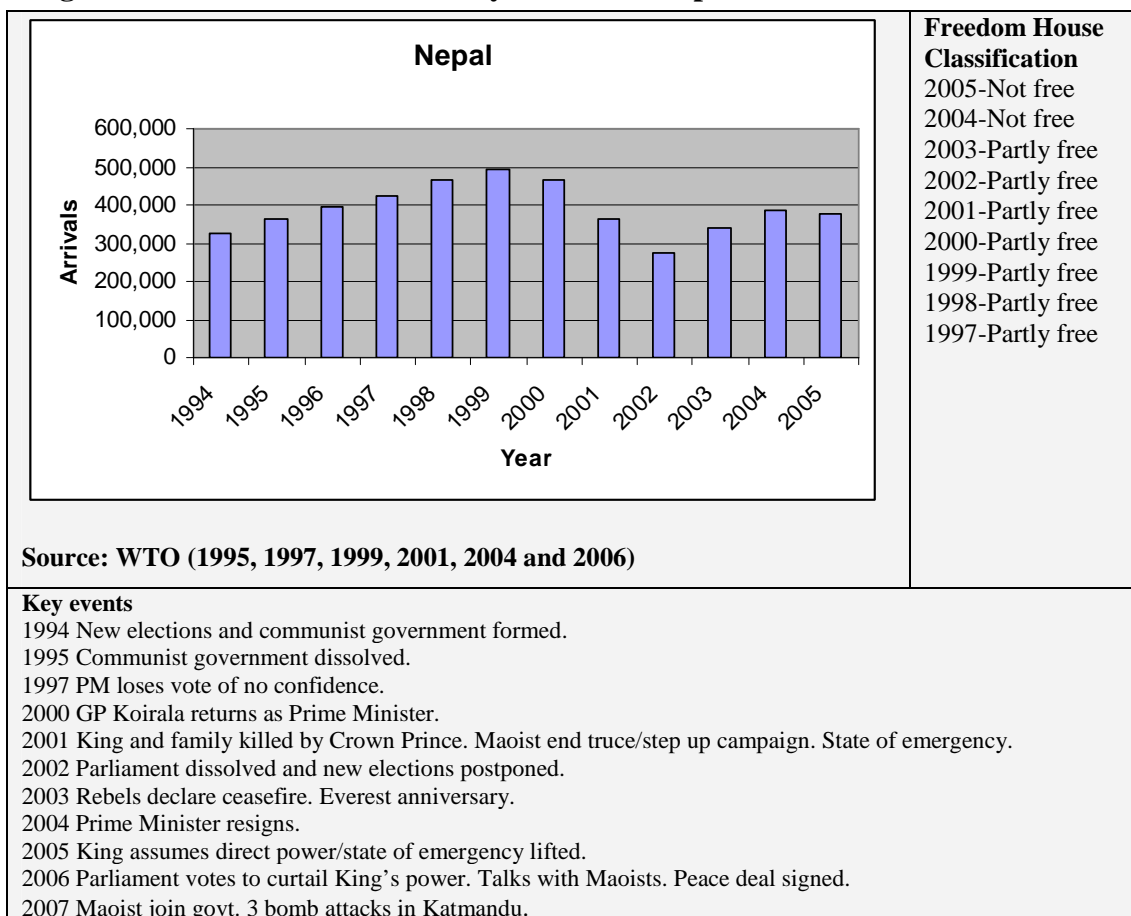 Nepal
600,000
500,000
400,000
300,000
200,000
100,000
0
Arrivals
1994
1995
1996
1997
1998
1999
2000
2001
2002
2003
2004
2005
Year
Source: WTO (1995, 1997, 1999, 2001, 2004 and 2006)
Freedom House
Classification
2005-Not free
2004-Not free
2003-Partly free
2002-Partly free
2001-Partly free
2000-Partly free
1999-Partly free
1998-Partly free
1997-Partly free
Key events
1994 New elections and communist government formed.
1995 Communist government dissolved.
1997 PM loses vote of no confidence.
2000 GP Koirala returns as Prime Minister.
2001 King and family killed by Crown Prince. Maoist end truce/step up campaign. State of emergency.
2002 Parliament dissolved and new elections postponed.
2003 Rebels declare ceasefire. Everest anniversary.
2004 Prime Minister resigns.
2005 King assumes direct power/state of emergency lifted.
2006 Parliament votes to curtail King's power. Talks with Maoists. Peace deal signed.
2007 Maoist join govt. 3 bomb attacks in Katmandu.